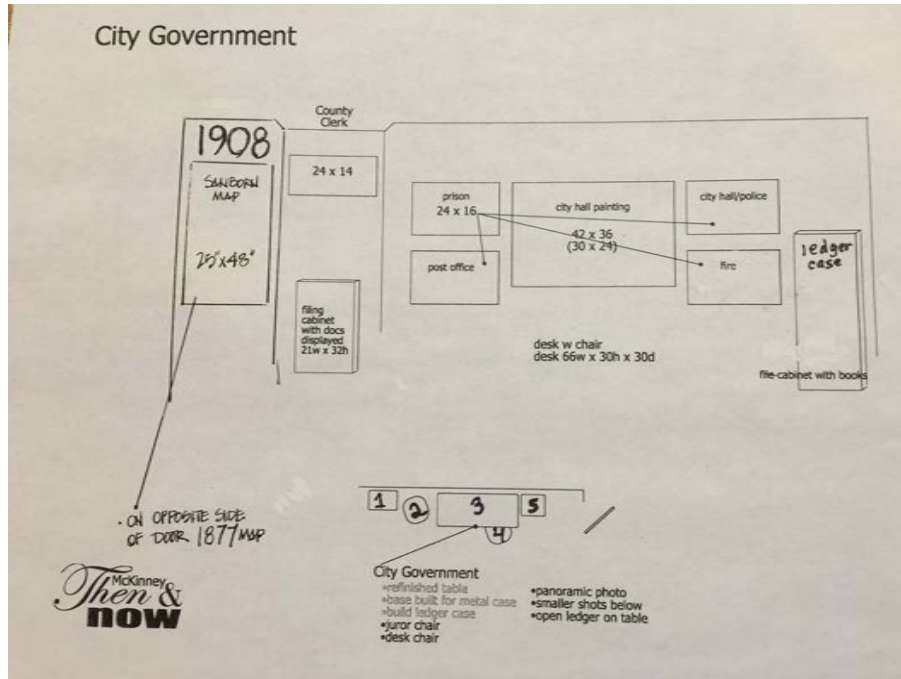 City Government
County
Clerk
1908
SANBORN
MAP
25"x48"
24 x 14
filing
cabinet
with docs
displayed
21w x 32h
prison
24 x 16
post office
city hall painting
42 x 36
(30 x 24)
city hall/police
fire
ledger
case
desk w chair
desk 66w x 30h x 30d
file-cabinet with books
• ON OPPOSITE SIDE
OF DOOR 1877 MAP
1 2 3 4 5
McKinney
Then &
now
City Government
•refinished table
•base built for metal case
•build ledger case
•juror chair
•desk chair
•panoramic photo
•smaller shots below
•open ledger on table